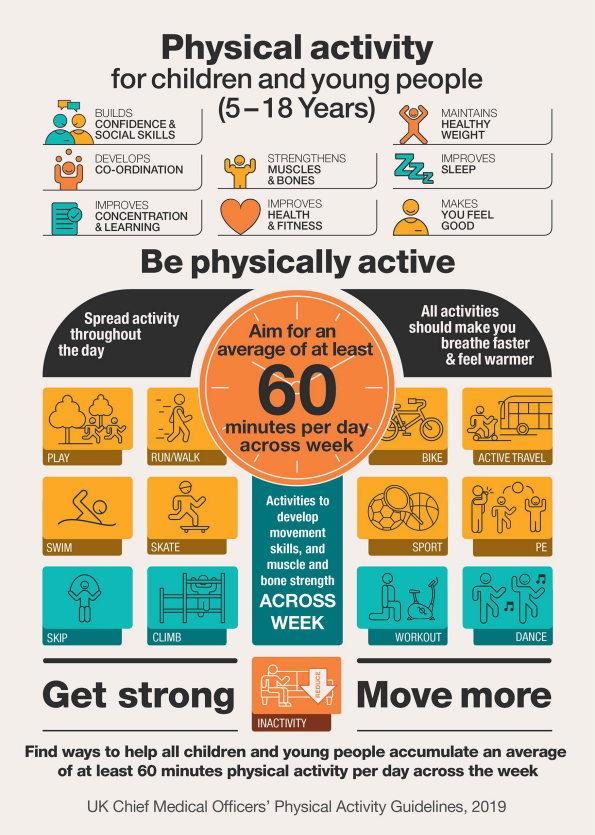 Physical activity
for children and young people
(5–18 Years)
BUILDS
CONFIDENCE &
SOCIAL SKILLS
MAINTAINS
HEALTHY
WEIGHT
DEVELOPS
CO-ORDINATION
STRENGTHENS
MUSCLES
& BONES
IMPROVES
SLEEP
IMPROVES
CONCENTRATION
& LEARNING
IMPROVES
HEALTH
& FITNESS
MAKES
YOU FEEL
GOOD
Be physically active
Spread activity
throughout
the day
Aim for an
average of at least
60
minutes per day
across week
All activities
should make you
breathe faster
& feel warmer
PLAY
RUN/WALK
BIKE
ACTIVE TRAVEL
SWIM
SKATE
Activities to
develop
movement
skills, and
muscle and
bone strength
ACROSS
WEEK
SPORT
PE
SKIP
CLIMB
WORKOUT
DANCE
Get strong
REDUCE
INACTIVITY
Move more
Find ways to help all children and young people accumulate an average
of at least 60 minutes physical activity per day across the week
UK Chief Medical Officers' Physical Activity Guidelines, 2019